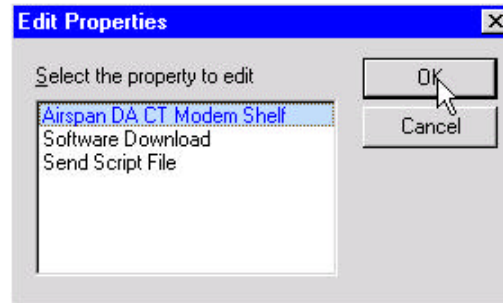 Edit Properties
Select the property to edit
Airspan DA CT Modem Shelf
Software Download
Send Script File
OK
Cancel